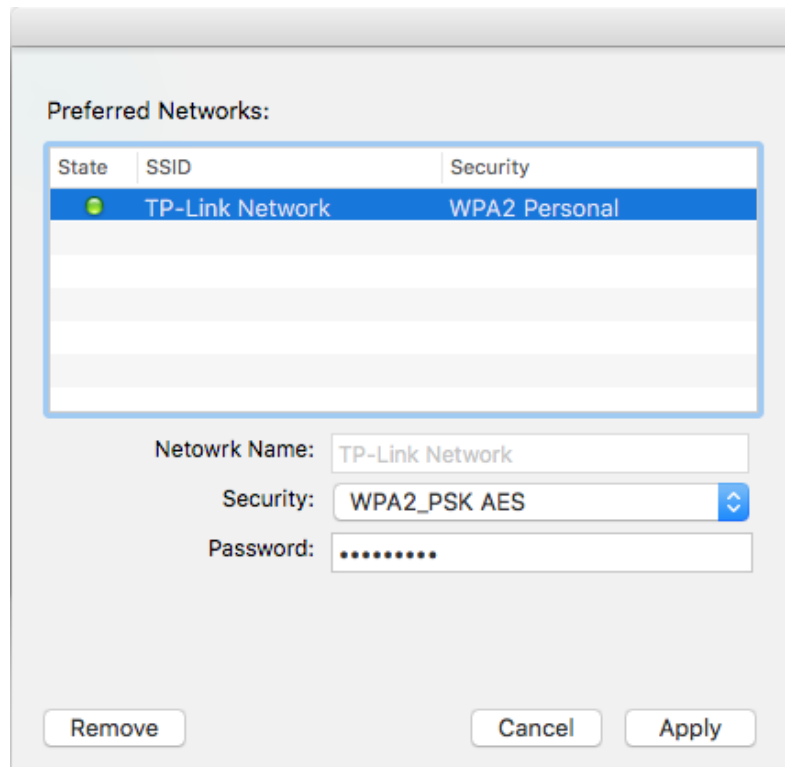 Preferred Networks:
State SSID Security
TP-Link Network WPA2 Personal
Netowrk Name: TP-Link Network
Security: WPA2_PSK AES
Password: •••••••••
Remove Cancel Apply